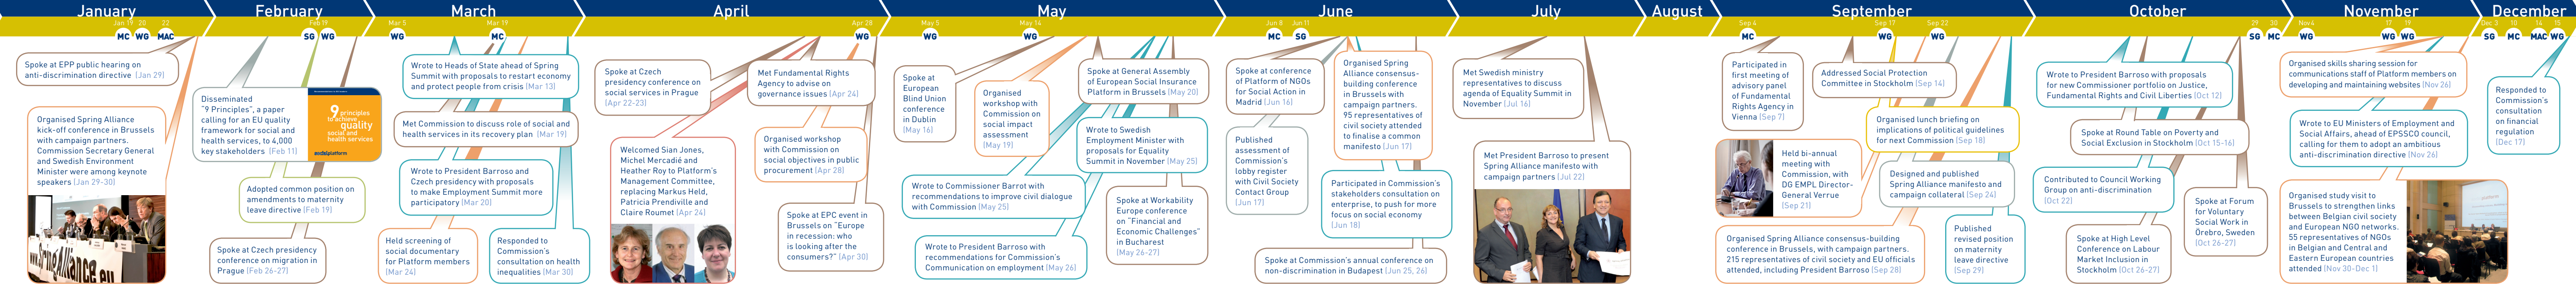 January
February
March
April
May
June
July
August
September
October
November
December
Jan 19 20 22
Feb 19
Mar 5
Mar 19
Apr 28
May 5
May 14
Jun 8 Jun 11
Sep 4
Sep 17
Sep 22
29 30
Nov 4
17 19
Dec 3 10 14 15
MC WG MAC
SG WG
WG
MC
WG
WG
WG
MC SG
MC
WG
WG
SG MC
WG
WG WG
SG MC MAC WG
Spoke at EPP public hearing on
anti-discrimination directive (Jan 29)
Organised Spring Alliance
kick-off conference in Brussels
with campaign partners.
Commission Secretary General
and Swedish Environment
Minister were among keynote
speakers (Jan 29-30)
Disseminated
"9 Principles", a paper
calling for an EU quality
framework for social and
health services, to 4,000
key stakeholders (Feb 11)
9 principles
to achieve
quality
social and
health services
socialplatform
Adopted common position on
amendments to maternity
leave directive (Feb 19)
Spoke at Czech presidency
conference on migration in
Prague (Feb 26-27)
Wrote to Heads of State ahead of Spring
Summit with proposals to restart economy
and protect people from crisis (Mar 13)
Met Commission to discuss role of social and
health services in its recovery plan (Mar 19)
Wrote to President Barroso and
Czech presidency with proposals
to make Employment Summit more
participatory (Mar 20)
Held screening of
social documentary
for Platform members
(Mar 24)
Responded to
Commission's
consultation on health
inequalities (Mar 30)
Spoke at Czech
presidency conference on
social services in Prague
(Apr 22-23)
Welcomed Sian Jones,
Michel Mercadié and
Heather Roy to Platform's
Management Committee,
replacing Markus Held,
Patricia Prendiville and
Claire Roumet (Apr 24)
Met Fundamental Rights
Agency to advise on
governance issues (Apr 24)
Organised workshop
with Commission on
social objectives in public
procurement (Apr 28)
Spoke at EPC event in
Brussels on "Europe
in recession: who
is looking after the
consumers?" (Apr 30)
Spoke at
European
Blind Union
conference
in Dublin
(May 16)
Organised
workshop with
Commission on
social impact
assessment
(May 19)
Spoke at General Assembly
of European Social Insurance
Platform in Brussels (May 20)
Wrote to Swedish
Employment Minister with
proposals for Equality
Summit in November (May 25)
Wrote to Commissioner Barrot with
recommendations to improve civil dialogue
with Commission (May 25)
Wrote to President Barroso with
recommendations for Commission's
Communication on employment (May 26)
Spoke at Workability
Europe conference
on "Financial and
Economic Challenges"
in Bucharest
(May 26-27)
Spoke at conference
of Platform of NGOs
for Social Action in
Madrid (Jun 16)
Published
assessment of
Commission's
lobby register
with Civil Society
Contact Group
(Jun 17)
Organised Spring
Alliance consensus-
building conference
in Brussels with
campaign partners.
95 representatives of
civil society attended
to finalise a common
manifesto (Jun 17)
Participated in Commission's
stakeholders consultation on
enterprise, to push for more
focus on social economy
(Jun 18)
Spoke at Commission's annual conference on
non-discrimination in Budapest (Jun 25, 26)
Met Swedish ministry
representatives to discuss
agenda of Equality Summit in
November (Jul 16)
Met President Barroso to present
Spring Alliance manifesto with
campaign partners (Jul 22)
Participated in
first meeting of
advisory panel
of Fundamental
Rights Agency in
Vienna (Sep 7)
Addressed Social Protection
Committee in Stockholm (Sep 14)
Organised lunch briefing on
implications of political guidelines
for next Commission (Sep 18)
Held bi-annual
meeting with
Commission, with
DG EMPL Director-
General Verrue
(Sep 21)
Designed and published
Spring Alliance manifesto and
campaign collateral (Sep 24)
Organised Spring Alliance consensus-building
conference in Brussels, with campaign partners.
215 representatives of civil society and EU officials
attended, including President Barroso (Sep 28)
Published
revised position
on maternity
leave directive
(Sep 29)
Wrote to President Barroso with proposals
for new Commissioner portfolio on Justice,
Fundamental Rights and Civil Liberties (Oct 12)
Spoke at Round Table on Poverty and
Social Exclusion in Stockholm (Oct 15-16)
Contributed to Council Working
Group on anti-discrimination
(Oct 22)
Spoke at High Level
Conference on Labour
Market Inclusion in
Stockholm (Oct 26-27)
Spoke at Forum
for Voluntary
Social Work in
Örebro, Sweden
(Oct 26-27)
Organised skills sharing session for
communications staff of Platform members on
developing and maintaining websites (Nov 26)
Wrote to EU Ministers of Employment and
Social Affairs, ahead of EPSSCO council,
calling for them to adopt an ambitious
anti-discrimination directive (Nov 26)
Organised study visit to
Brussels to strengthen links
between Belgian civil society
and European NGO networks.
55 representatives of NGOs
in Belgian and Central and
Eastern European countries
attended (Nov 30-Dec 1)
Responded to
Commission's
consultation
on financial
regulation
(Dec 17)